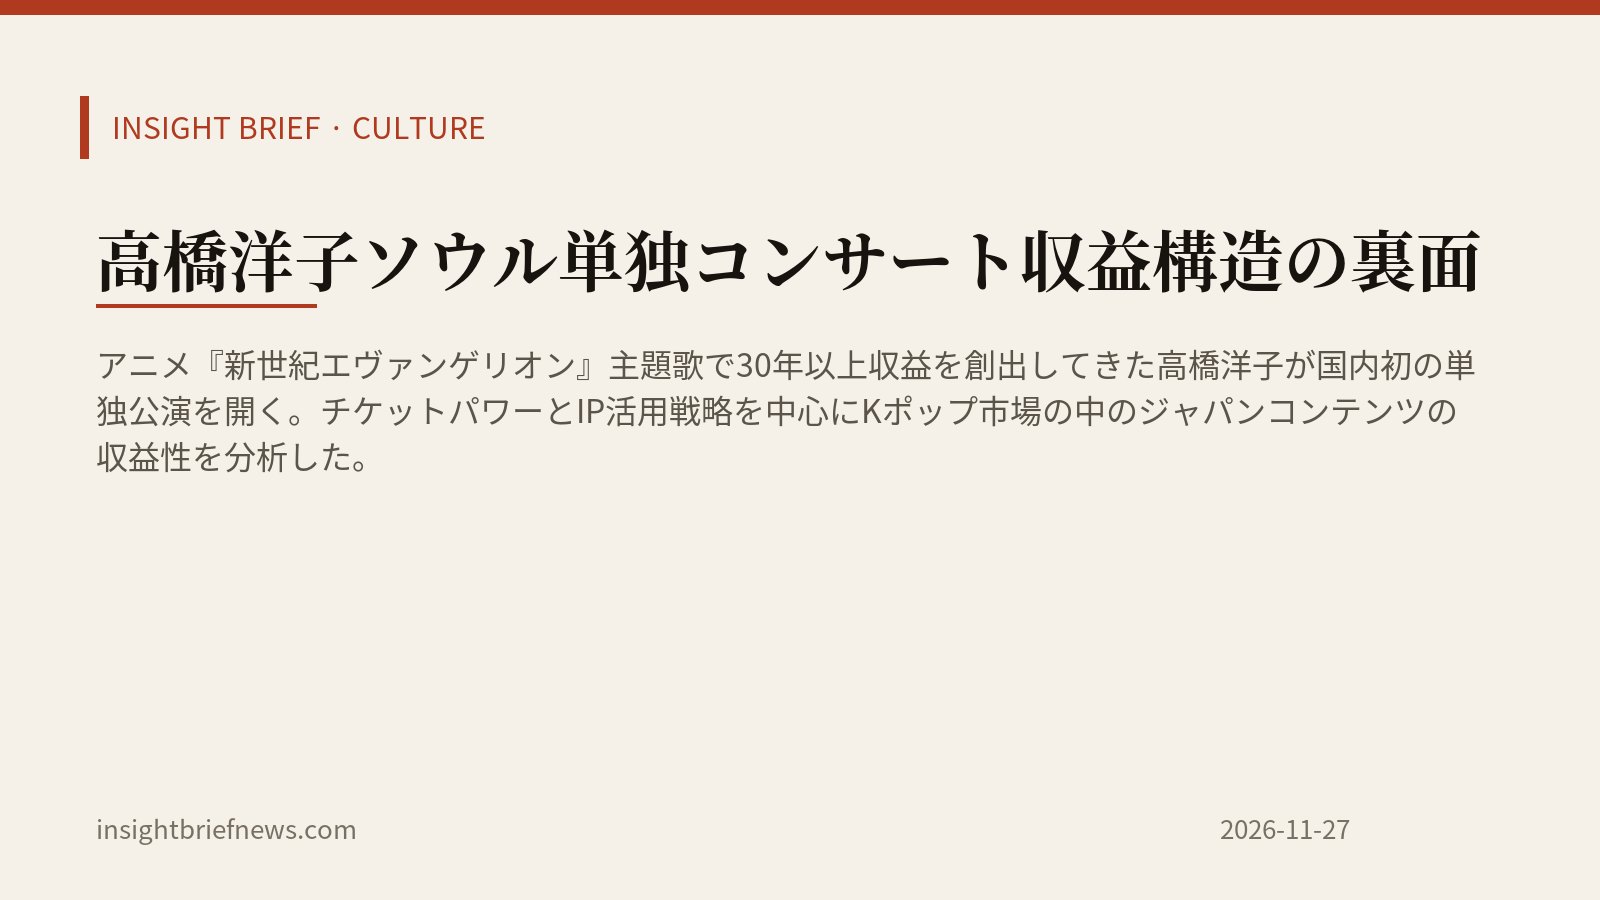 INSIGHT BRIEF · CULTURE
高橋洋子ソウル単独コンサート収益構造の裏面
アニメ『新世紀エヴァンゲリオン』主題歌で30年以上収益を創出してきた高橋洋子が国内初の単
独公演を開く。チケットパワーとIP活用戦略を中心にKポップ市場の中のジャパンコンテンツの
収益性を分析した。
insightbriefnews.com
2026-11-27